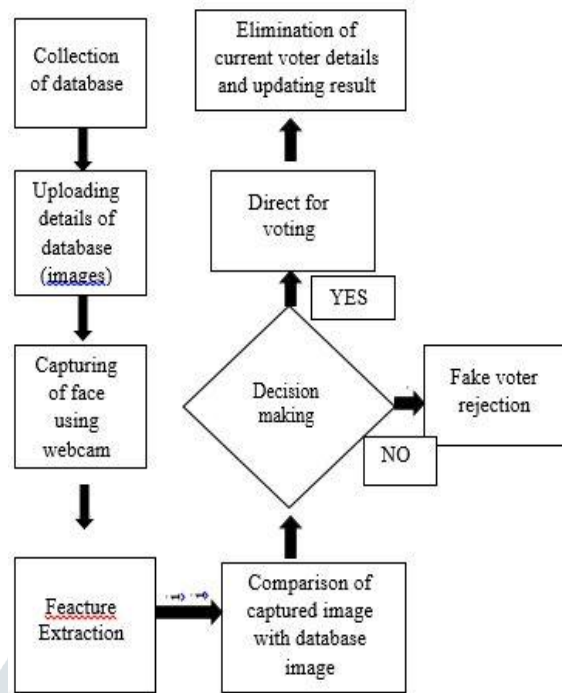 Collection
of database
Uploading
details of
database
(images)
Capturing
of face
using
webcam
Feacture
Extraction
Comparison of
captured image
with database
image
Decision
making
YES
NO
Direct for
voting
Elimination of
current voter details
and updating result
Fake voter
rejection